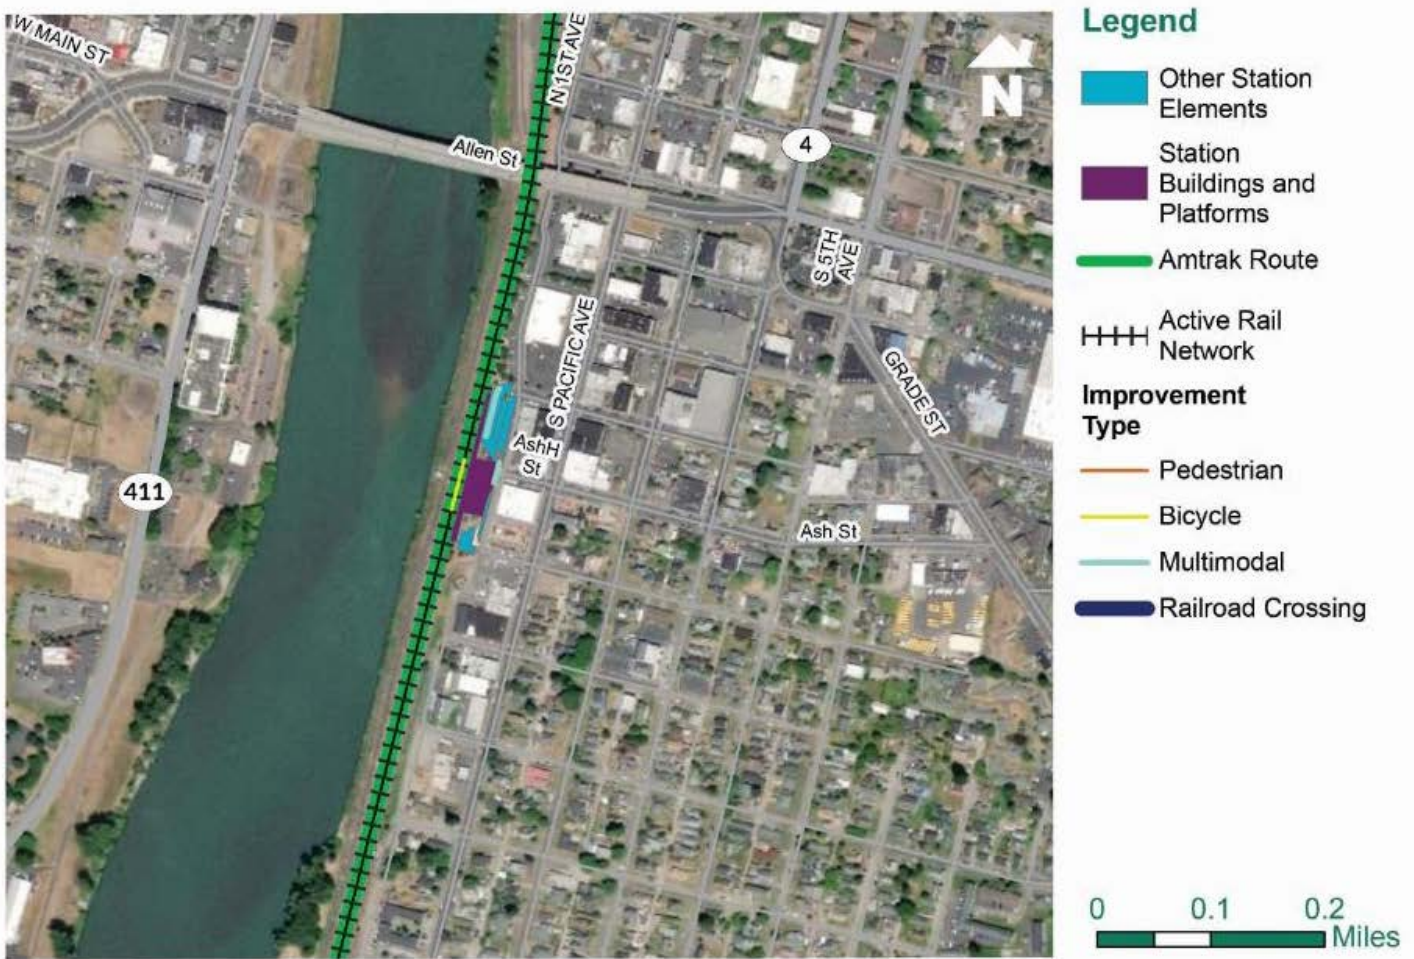 W MAIN ST
N 1ST AVE
N
Allen St
4
S 5TH
AVE
S PACIFIC AVE
GRADE ST
AshH
St
411
Ash St
Legend
Other Station
Elements
Station
Buildings and
Platforms
Amtrak Route
Active Rail
Network
Improvement
Type
Pedestrian
Bicycle
Multimodal
Railroad Crossing
0 0.1 0.2
Miles